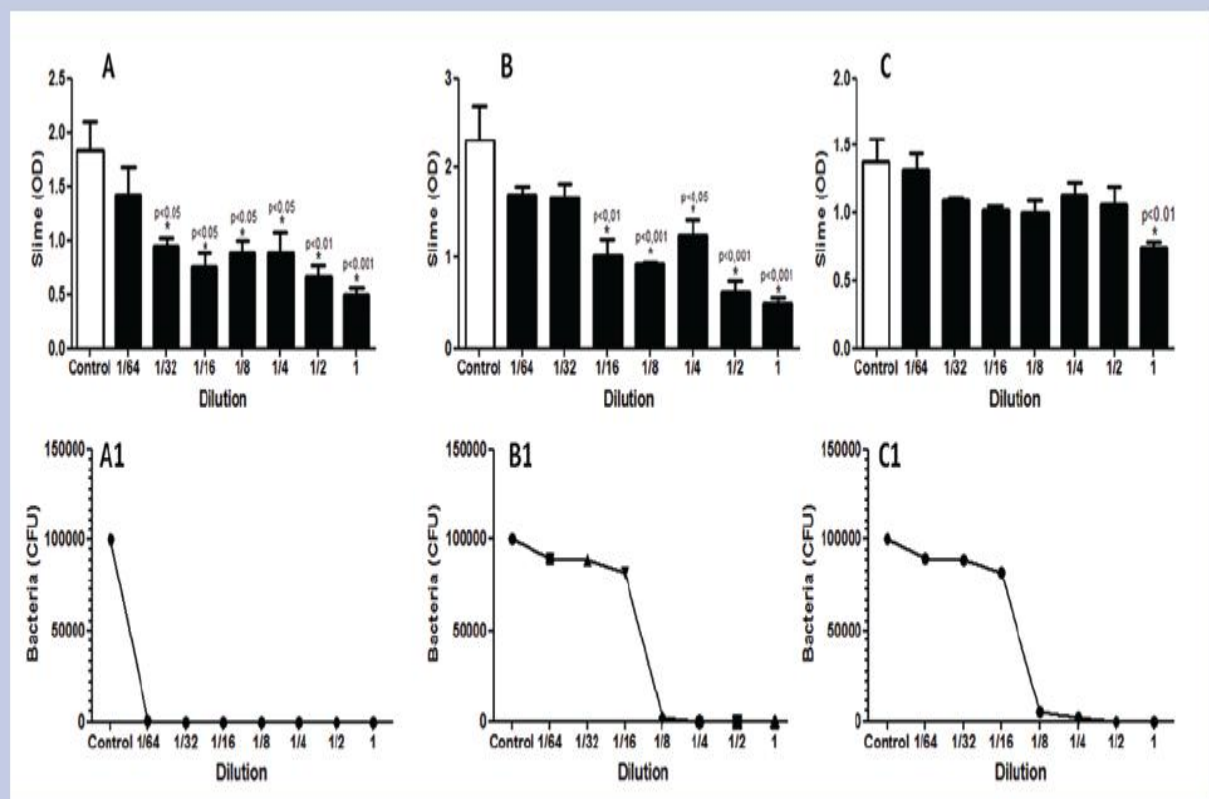 A
2.5
2.0
1.5
1.0
0.5
0.0
Slime (OD)
p<0.05
*
p<0.05
*
p<0.05
*
p<0.05
*
p<0.01
*
p<0.001
*
Control 1/64 1/32 1/16 1/8 1/4 1/2 1
Dilution
B
3
2
1
0
Slime (OD)
p<0,01
*
p<0,001
*
p<0,05
*
p<0,001
*
p<0,001
*
Control 1/64 1/32 1/16 1/8 1/4 1/2 1
Dilution
C
2.0
1.5
1.0
0.5
0.0
Slime (OD)
p<0.01
*
Control 1/64 1/32 1/16 1/8 1/4 1/2 1
Dilution
A1
150000
100000
50000
0
Bacteria (CFU)
Control 1/64 1/32 1/16 1/8 1/4 1/2 1
Dilution
B1
150000
100000
50000
0
Bacteria (CFU)
Control 1/64 1/32 1/16 1/8 1/4 1/2 1
Dilution
C1
150000
100000
50000
0
Bacteria (CFU)
Control 1/64 1/32 1/16 1/8 1/4 1/2 1
Dilution